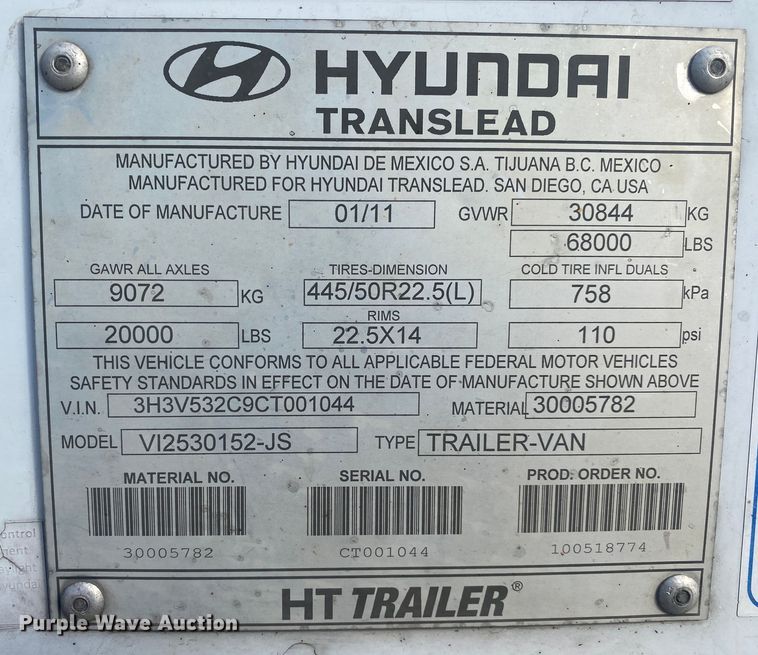 HYUNDAI
TRANSLEAD
MANUFACTURED BY HYUNDAI DE MEXICO S.A. TIJUANA B.C. MEXICO
MANUFACTURED FOR HYUNDAI TRANSLEAD. SAN DIEGO, CA USA
DATE OF MANUFACTURE 01/11 GVWR 30844 KG
68000 LBS
GAWR ALL AXLES TIRES-DIMENSION COLD TIRE INFL DUALS
9072 KG 445/50R22.5(L) 758 kPa
RIMS
20000 LBS 22.5X14 110 psi
THIS VEHICLE CONFORMS TO ALL APPLICABLE FEDERAL MOTOR VEHICLES
SAFETY STANDARDS IN EFFECT ON THE DATE OF MANUFACTURE SHOWN ABOVE
V.I.N. 3H3V532C9CT001044 MATERIAL 30005782
MODEL VI2530152-JS TYPE TRAILER-VAN
MATERIAL NO. SERIAL NO. PROD. ORDER NO.
30005782 CT001044 100518774
HT TRAILER®
Purple Wave Auction